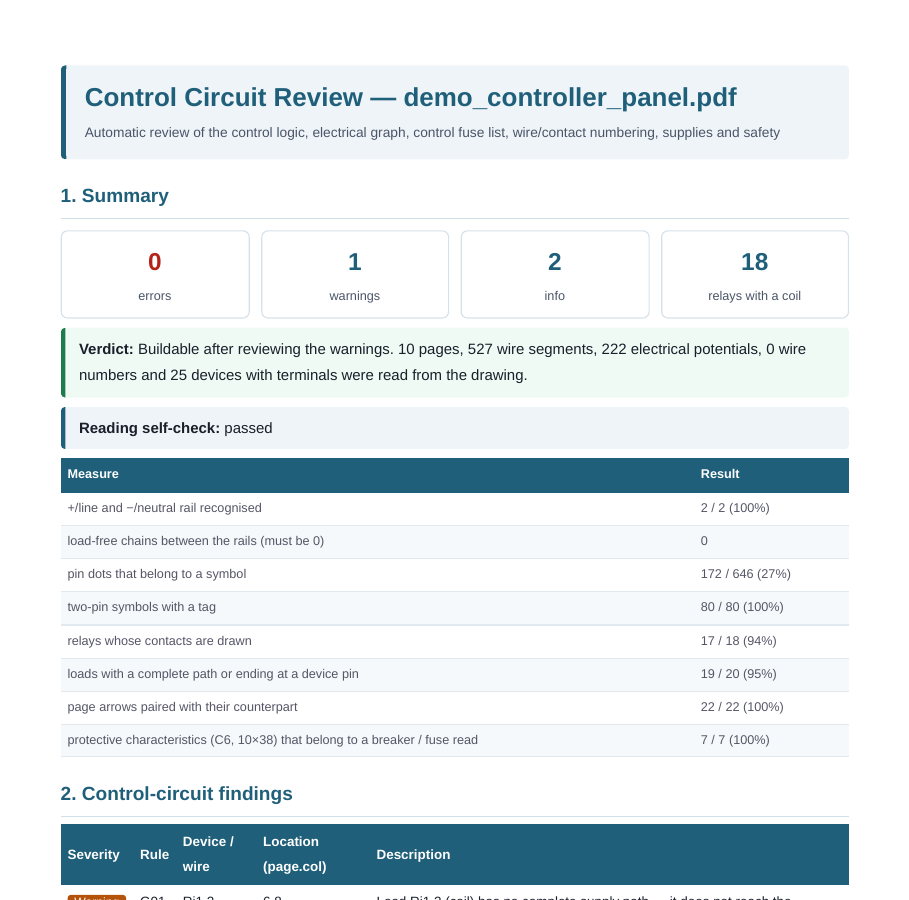 Control Circuit Review — demo_controller_panel.pdf
Automatic review of the control logic, electrical graph, control fuse list, wire/contact numbering, supplies and safety
1. Summary
0
errors
1
warnings
2
info
18
relays with a coil
Verdict: Buildable after reviewing the warnings. 10 pages, 527 wire segments, 222 electrical potentials, 0 wire
numbers and 25 devices with terminals were read from the drawing.
Reading self-check: passed
Measure Result
+/line and −/neutral rail recognised 2 / 2 (100%)
load-free chains between the rails (must be 0) 0
pin dots that belong to a symbol 172 / 646 (27%)
two-pin symbols with a tag 80 / 80 (100%)
relays whose contacts are drawn 17 / 18 (94%)
loads with a complete path or ending at a device pin 19 / 20 (95%)
page arrows paired with their counterpart 22 / 22 (100%)
protective characteristics (C6, 10×38) that belong to a breaker / fuse read 7 / 7 (100%)
2. Control-circuit findings
Severity Rule Device / wire Location (page.col) Description